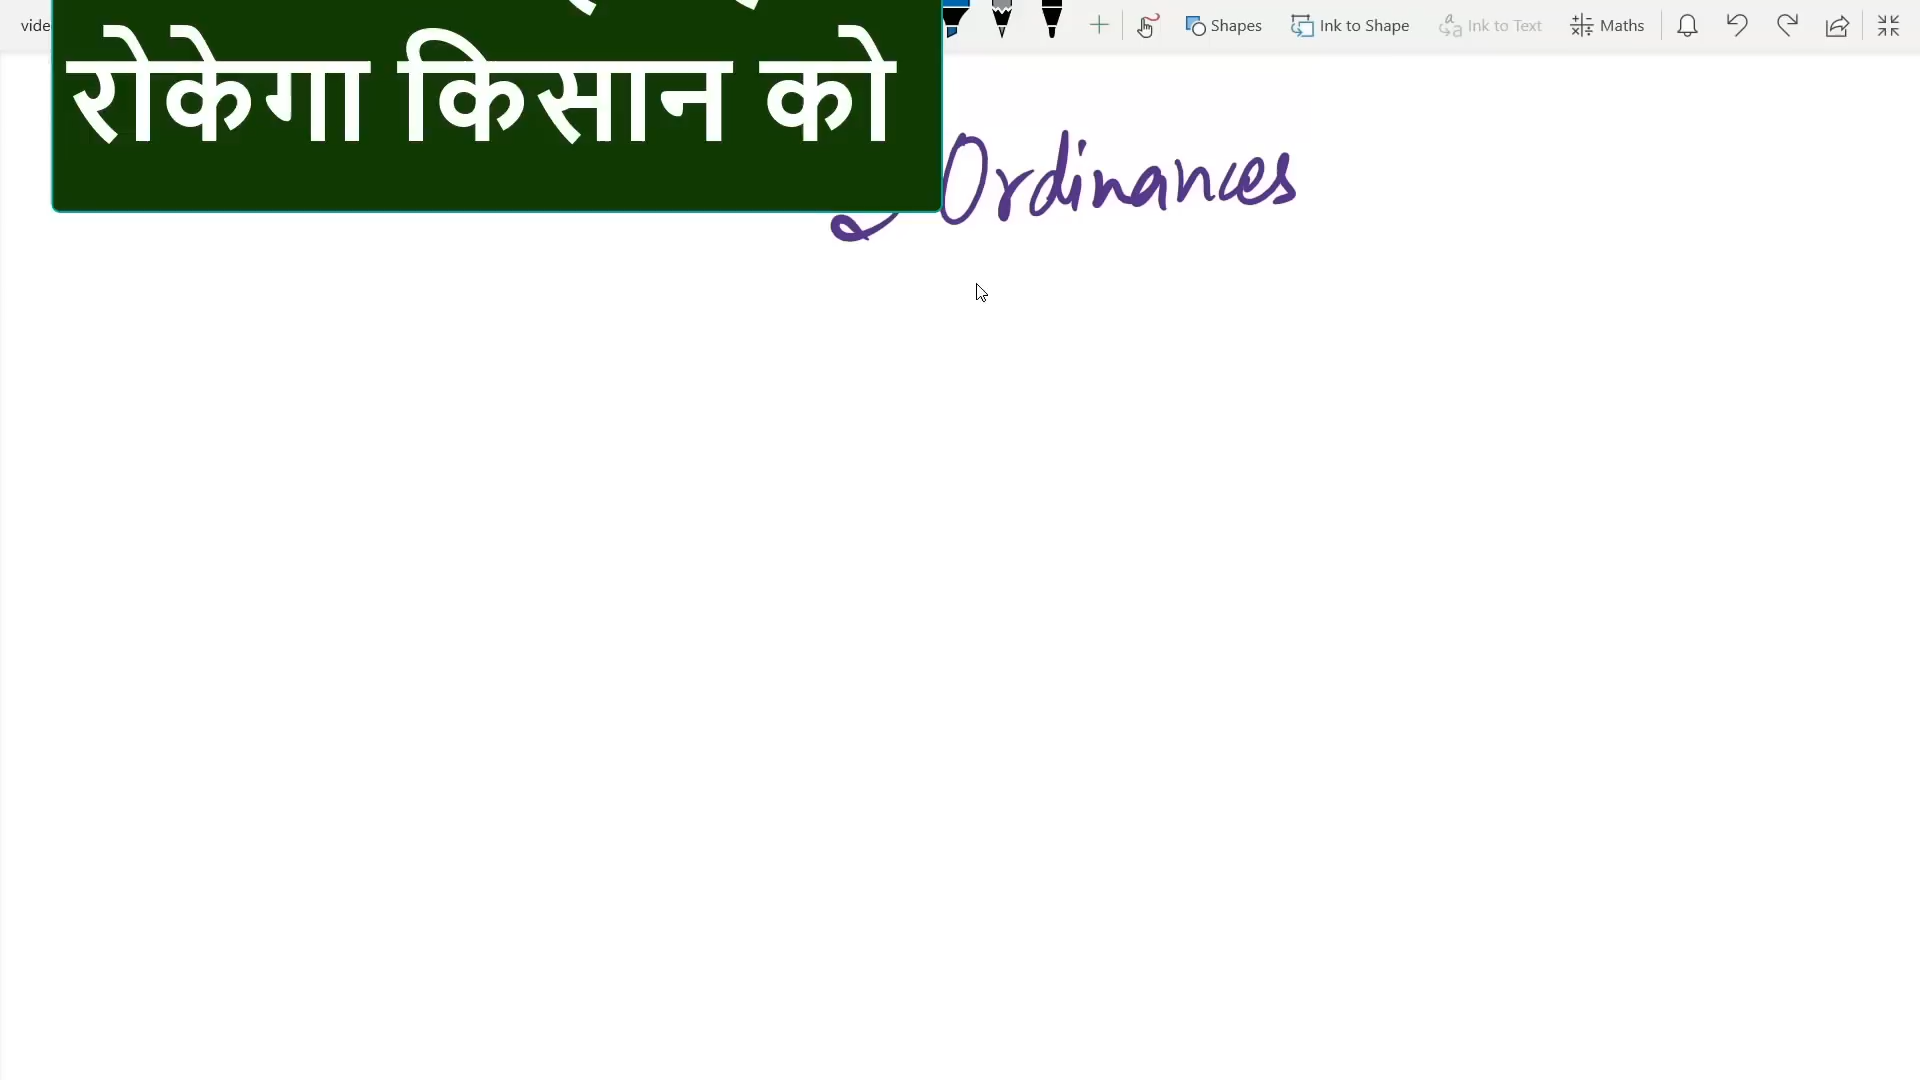 vide
Shapes
Ink to Shape
Ink to Text
Maths
रोकेगा किसान को
Ordinances